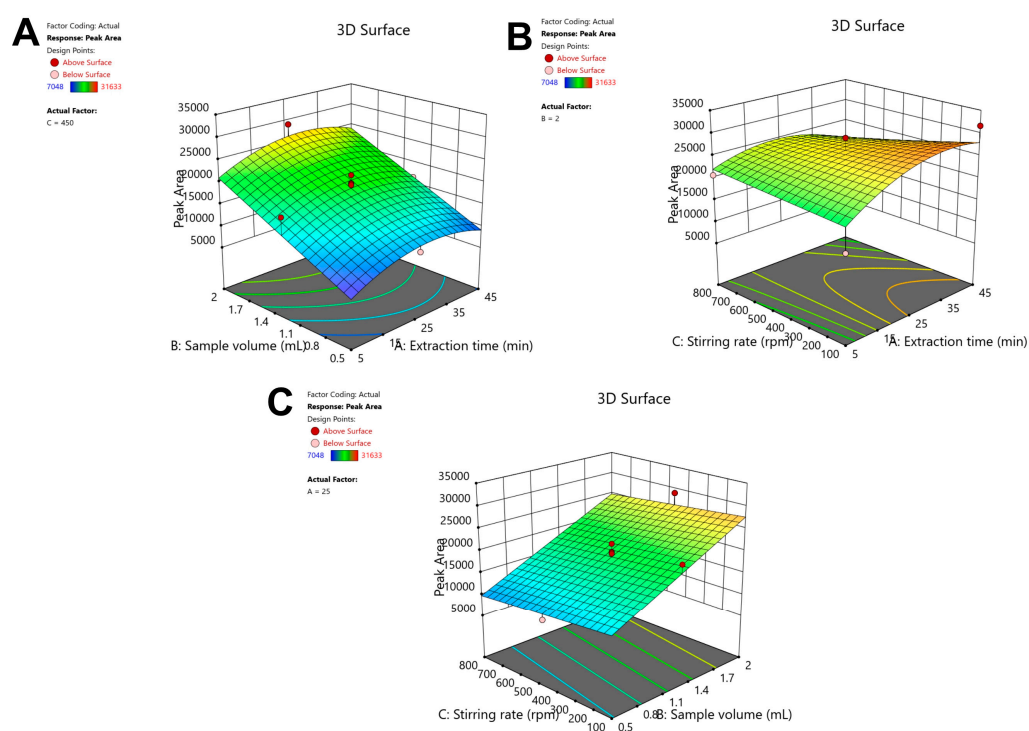 A
Factor Coding: Actual
Response: Peak Area
Design Points:
Above Surface
Below Surface
7048 31633
Actual Factor:
C = 450
3D Surface
35000
30000
25000
20000
15000
10000
5000
Peak Area
2
1.7
1.4
1.1
0.8
0.5
B: Sample volume (mL)
5
15
25
35
45
A: Extraction time (min)
B
Factor Coding: Actual
Response: Peak Area
Design Points:
Above Surface
Below Surface
7048 31633
Actual Factor:
B = 2
3D Surface
35000
30000
25000
20000
15000
10000
5000
Peak Area
800
700
600
500
400
300
200
100
C: Stirring rate (rpm)
5
15
25
35
45
A: Extraction time (min)
C
Factor Coding: Actual
Response: Peak Area
Design Points:
Above Surface
Below Surface
7048 31633
Actual Factor:
A = 25
3D Surface
35000
30000
25000
20000
15000
10000
5000
Peak Area
800
700
600
500
400
300
200
100
C: Stirring rate (rpm)
0.5
0.8
1.1
1.4
1.7
2
B: Sample volume (mL)